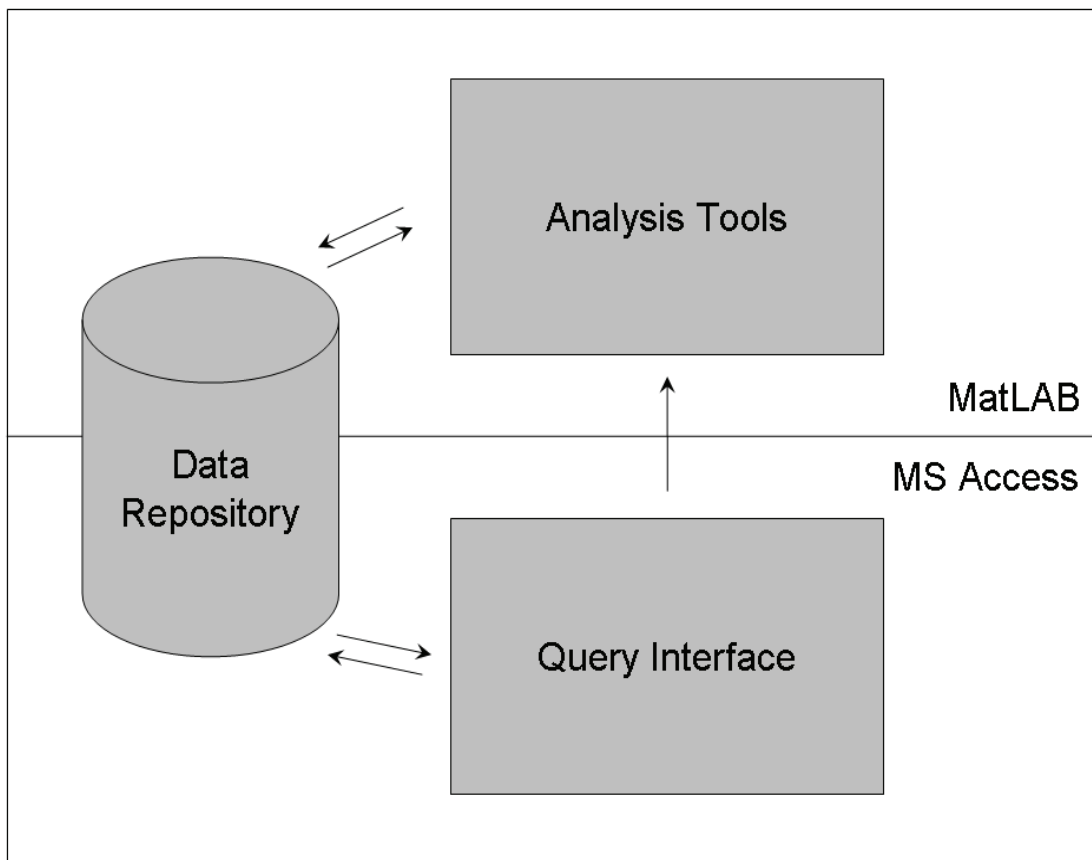 Analysis Tools
MatLAB
MS Access
Data
Repository
Query Interface